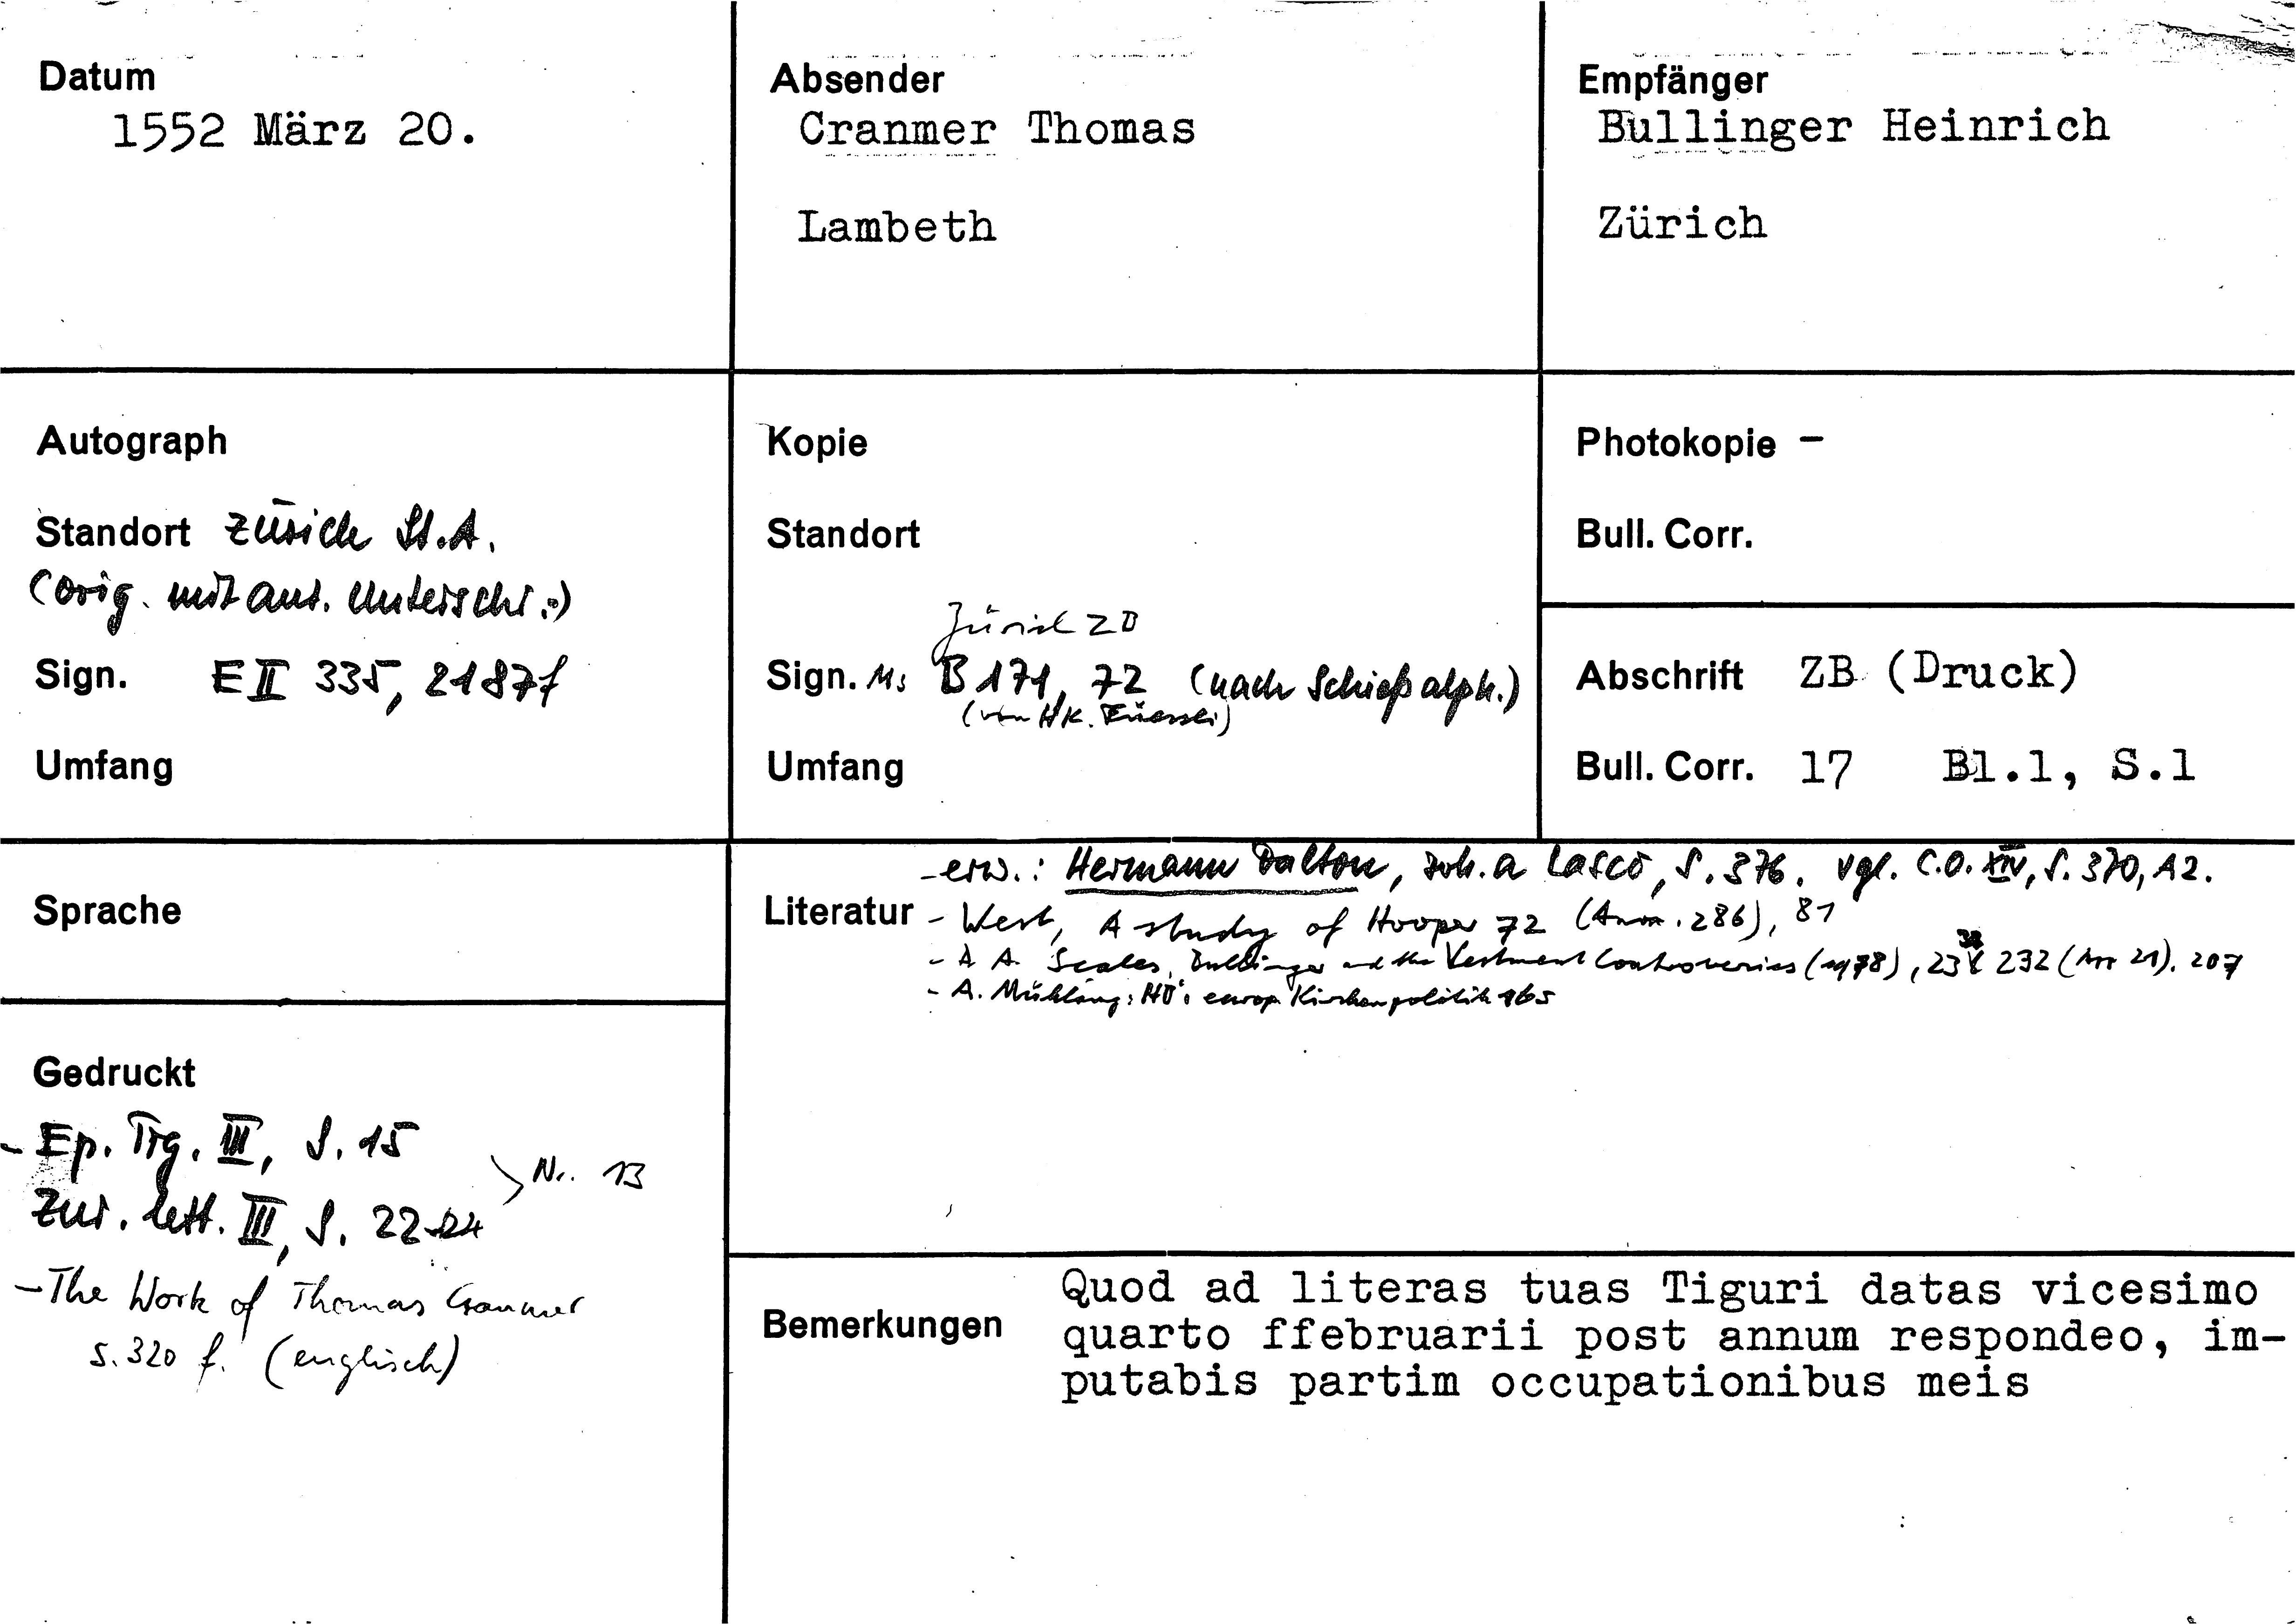 Datum
1552 März 20.
Absender
Cranmer Thomas
Lambeth
Empfänger
Bullinger Heinrich
Zürich
Autograph
Standort Zürich St.A.
(Orig. mit aut. Unterschr.)
Sign. E II 335, 2187f
Umfang
Kopie
Standort
Zürich ZB
Sign. Ms B 171, 72 (nach Schieß alph.)
(von HK. Füessli)
Umfang
Photokopie –
Bull. Corr.
Abschrift ZB (Druck)
Bull. Corr. 17 Bl.1, S.1
Sprache
Gedruckt
- Ep. Tig. III, S. 15
Zur. lett. III, S. 22-24
Nr. 13
- The Work of Thomas Cranmer
S. 320 f. (englisch)
- erw.: Hermann Dalton, Joh. a Lasco, S. 376. vgl. C.O. XIV, S. 370, A2.
Literatur - West, A study of Hooper 72 (Anm. 286), 81
- A. Scales, Bullinger and the Vestment Controversies (1978), 232 (Anm 21). 207
- A. Mühling: HB's europ. Kirchenpolitik 165
Bemerkungen
Quod ad literas tuas Tiguri datas vicesimo
quarto ffebruarii post annum respondeo, im-
putabis partim occupationibus meis